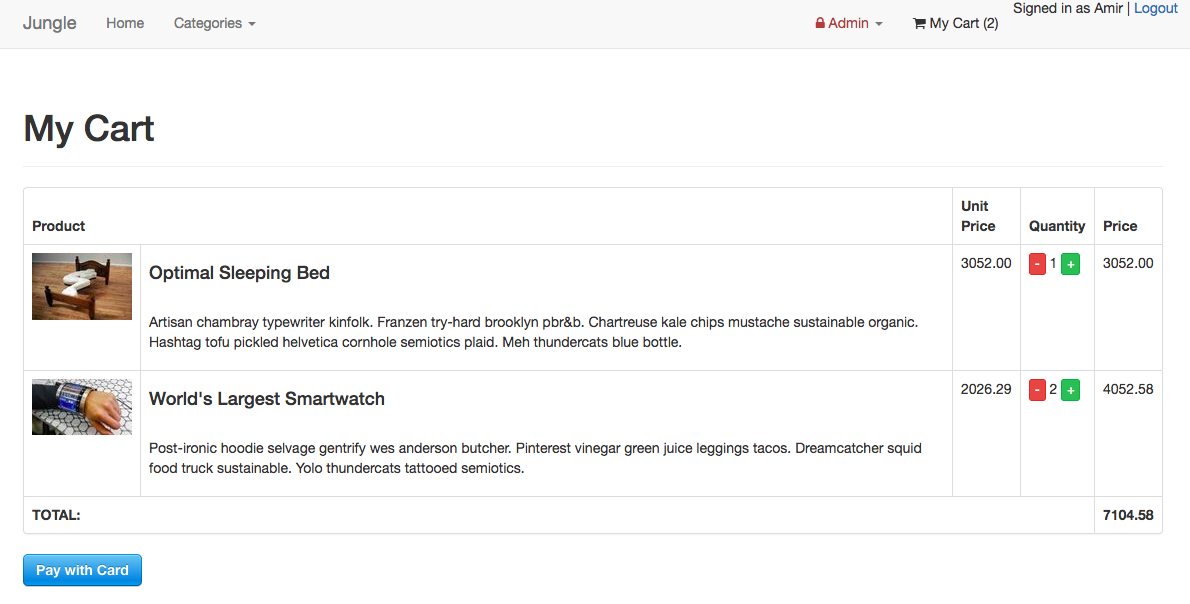 Jungle Home Categories Admin My Cart (2) Signed in as Amir | Logout
My Cart
Product Unit Price Quantity Price
Optimal Sleeping Bed 3052.00 - 1 + 3052.00
Artisan chambray typewriter kinfolk. Franzen try-hard brooklyn pbr&b. Chartreuse kale chips mustache sustainable organic.
Hashtag tofu pickled helvetica cornhole semiotics plaid. Meh thundercats blue bottle.
World's Largest Smartwatch 2026.29 - 2 + 4052.58
Post-ironic hoodie selvage gentrify wes anderson butcher. Pinterest vinegar green juice leggings tacos. Dreamcatcher squid
food truck sustainable. Yolo thundercats tattooed semiotics.
TOTAL: 7104.58
Pay with Card